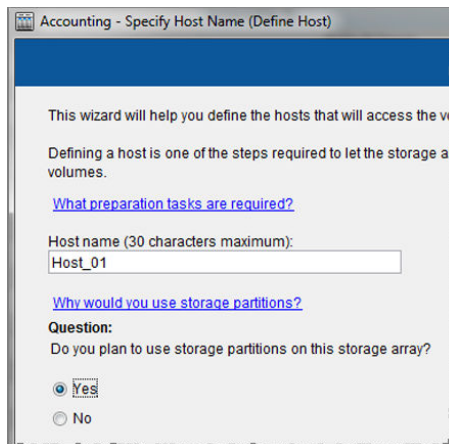 Accounting - Specify Host Name (Define Host)
This wizard will help you define the hosts that will access the
Defining a host is one of the steps required to let the storage
volumes.
What preparation tasks are required?
Host name (30 characters maximum):
Host_01
Why would you use storage partitions?
Question:
Do you plan to use storage partitions on this storage array?
Yes
No